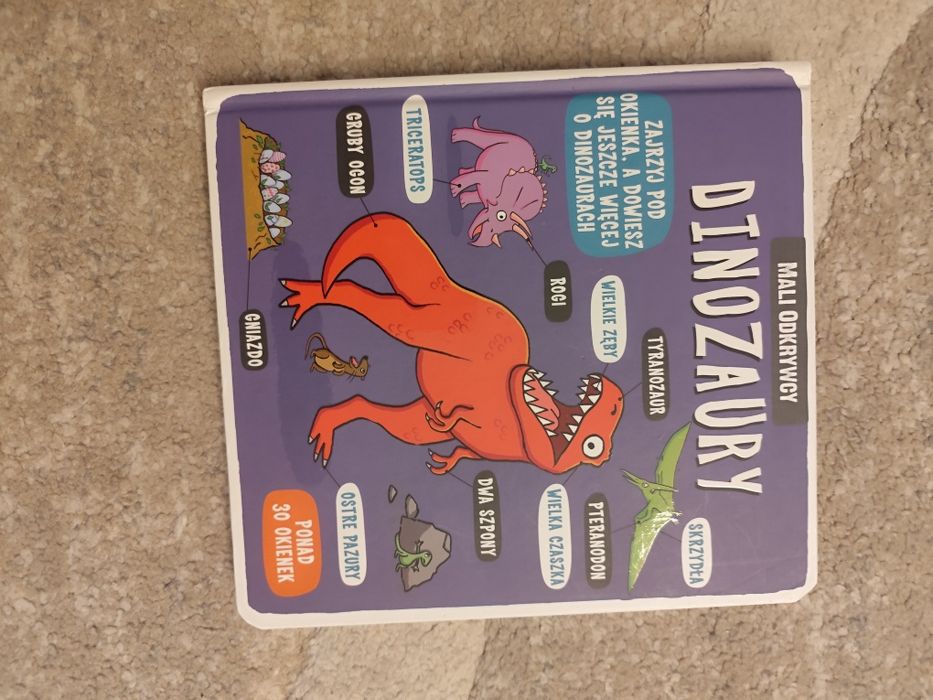 MALI ODKRYWCY
DINOZAURY
ZAJRZYJ POD
OKIENKA, A DOWIESZ
SIĘ JESZCZE WIĘCEJ
O DINOZAURACH
SKRZYDŁA
TYRANOZAUR
WIELKIE ZĘBY
PTERANODON
ROGI
WIELKA CZASZKA
TRICERATOPS
DWA SZPONY
GRUBY OGON
OSTRE PAZURY
GNIAZDO
PONAD
30 OKIENEK